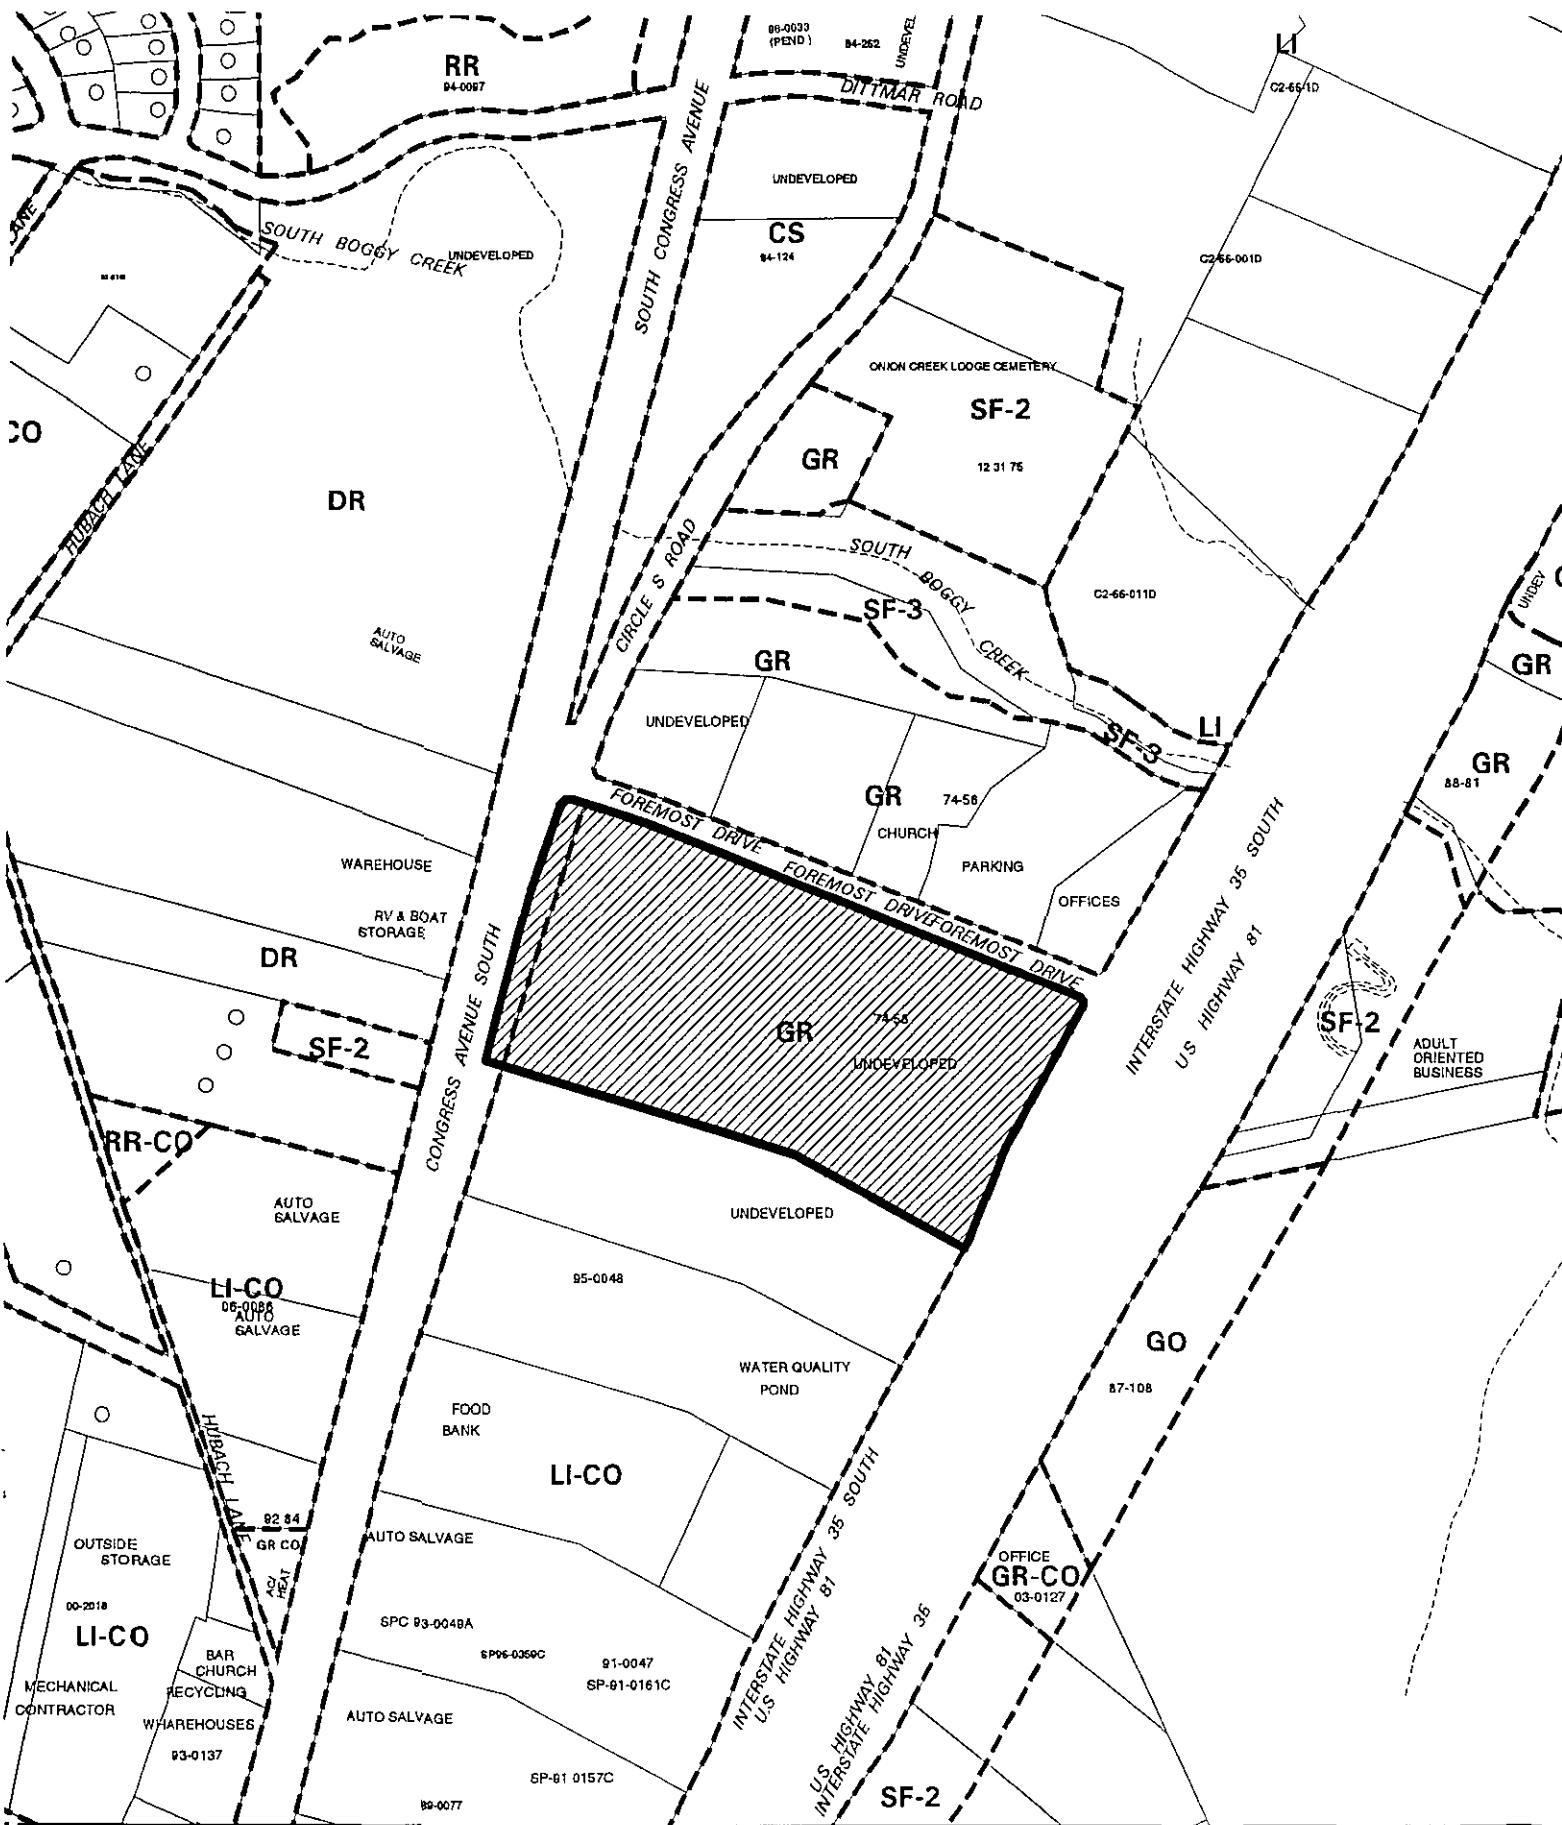 96-0033
(PEND)
84-252
UNDEVEL
LI
C2-66-1D
RR
94-0097
DITTMAR ROAD
SOUTH CONGRESS AVENUE
UNDEVELOPED
CS
94-124
ANE
SOUTH BOGGY CREEK
UNDEVELOPED
C2-66-001D
ONION CREEK LODGE CEMETERY
SF-2
12 31 75
CO
GR
HUBACH LANE
DR
SOUTH
BOGGY
CREEK
CIRCLE S ROAD
C2-66-011D
UNDEV
SF-3
AUTO
SALVAGE
GR
GR
UNDEVELOPED
SF-3
LI
GR
88-81
GR
74-56
CHURCH
PARKING
OFFICES
FOREMOST DRIVE
FOREMOST DRIVE
FOREMOST DRIVE
WAREHOUSE
RV & BOAT
STORAGE
INTERSTATE HIGHWAY 35 SOUTH
US HIGHWAY 81
DR
CONGRESS AVENUE SOUTH
SF-2
GR
UNDEVELOPED
SF-2
ADULT
ORIENTED
BUSINESS
RR-CO
AUTO
SALVAGE
UNDEVELOPED
95-0048
LI-CO
06-0086
AUTO
SALVAGE
GO
87-108
WATER QUALITY
POND
FOOD
BANK
HUBACH LANE
LI-CO
92 84
GR CO
AC/
HEAT
OUTSIDE
STORAGE
AUTO SALVAGE
INTERSTATE HIGHWAY 35 SOUTH
U.S HIGHWAY 81
OFFICE
GR-CO
03-0127
00-2018
LI-CO
SPC 93-0049A
SP96-0359C
91-0047
SP-91-0161C
BAR
CHURCH
RECYCLING
MECHANICAL
CONTRACTOR
WHAREHOUSES
93-0137
AUTO SALVAGE
US HIGHWAY 81
INTERSTATE HIGHWAY 35
SP-91 0157C
89-0077
SF-2